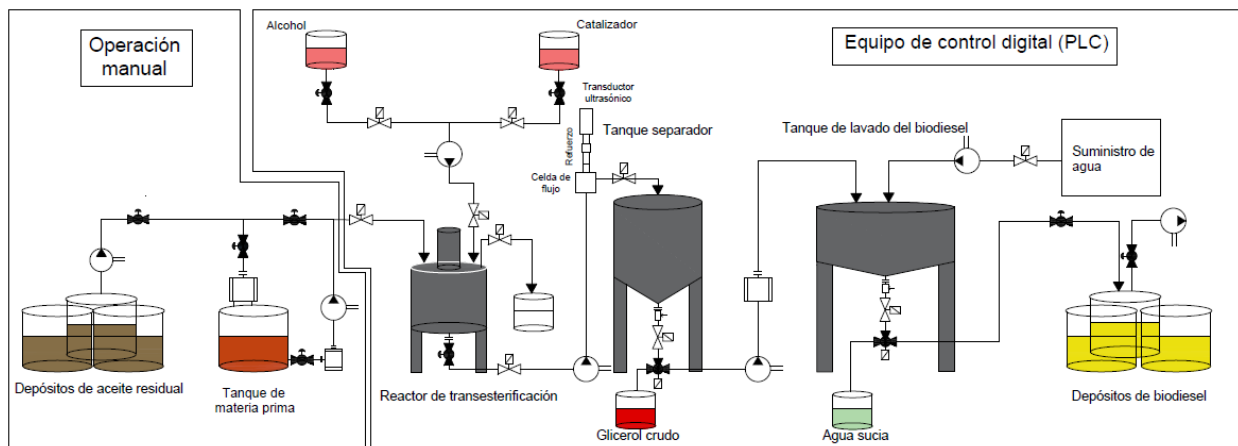 Operación
manual
Alcohol
Catalizador
Equipo de control digital (PLC)
Transductor
ultrasónico
Refuerzo
Tanque separador
Celda de
flujo
Tanque de lavado del biodiesel
Suministro de
agua
Depósitos de aceite residual
Tanque de
materia prima
Reactor de transesterificación
Glicerol crudo
Agua sucia
Depósitos de biodiesel